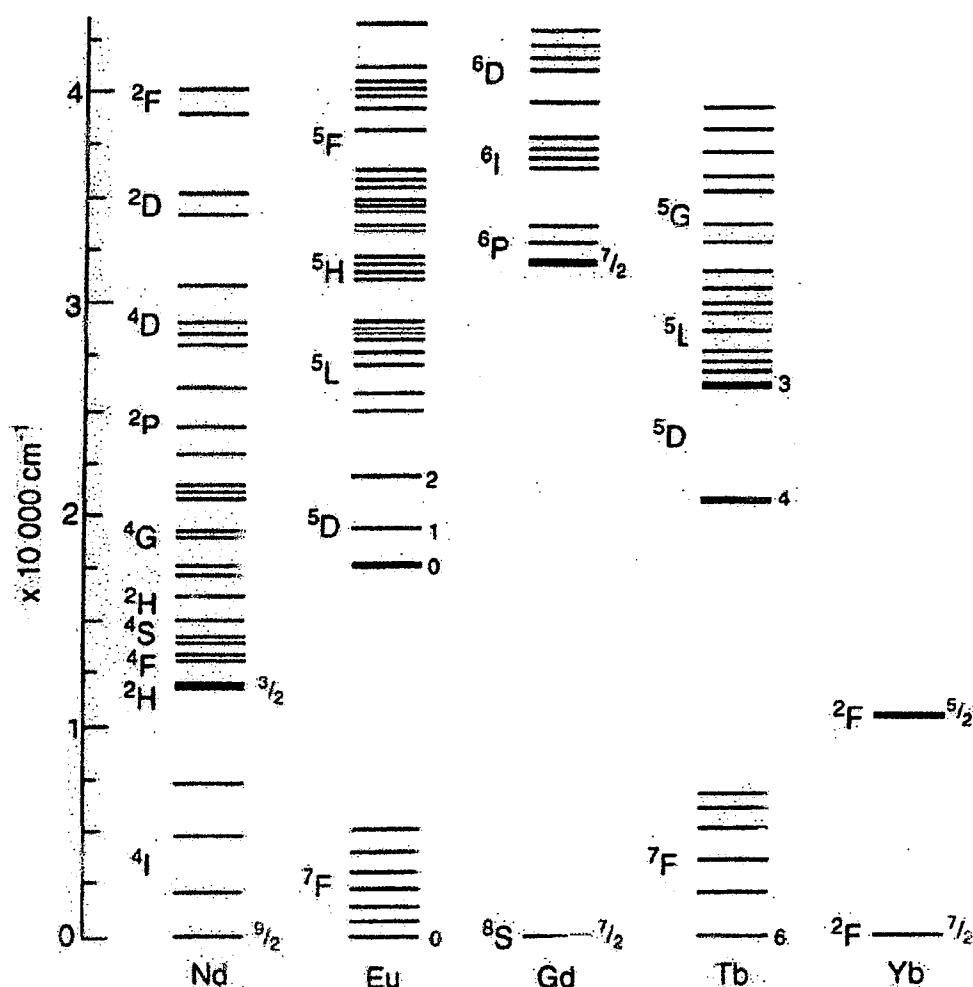 x 10 000 cm⁻¹
4
3
2
1
0
²F
²D
⁴D
²P
⁴G
²H
⁴S
⁴F
²H
³/₂
⁴I
⁹/₂
Nd
⁵F
⁵H
⁵L
2
⁵D
1
0
⁷F
0
Eu
⁶D
⁶I
⁶P
⁷/₂
⁸S
⁷/₂
Gd
⁵G
⁵L
3
⁵D
4
⁷F
6
Tb
²F
⁵/₂
²F
⁷/₂
Yb